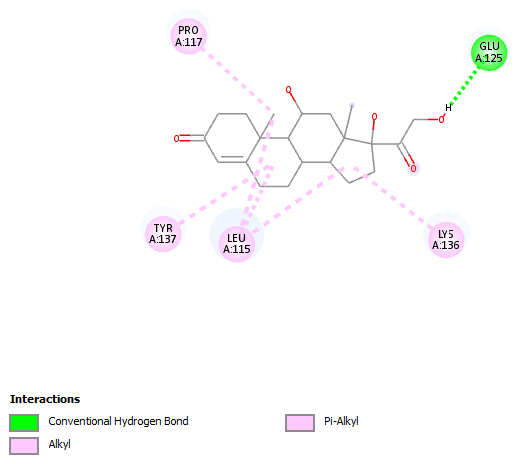 PRO
A:117
GLU
A:125
H
O
O
O
O
O
TYR
A:137
LEU
A:115
LYS
A:136
Interactions
Conventional Hydrogen Bond
Pi-Alkyl
Alkyl